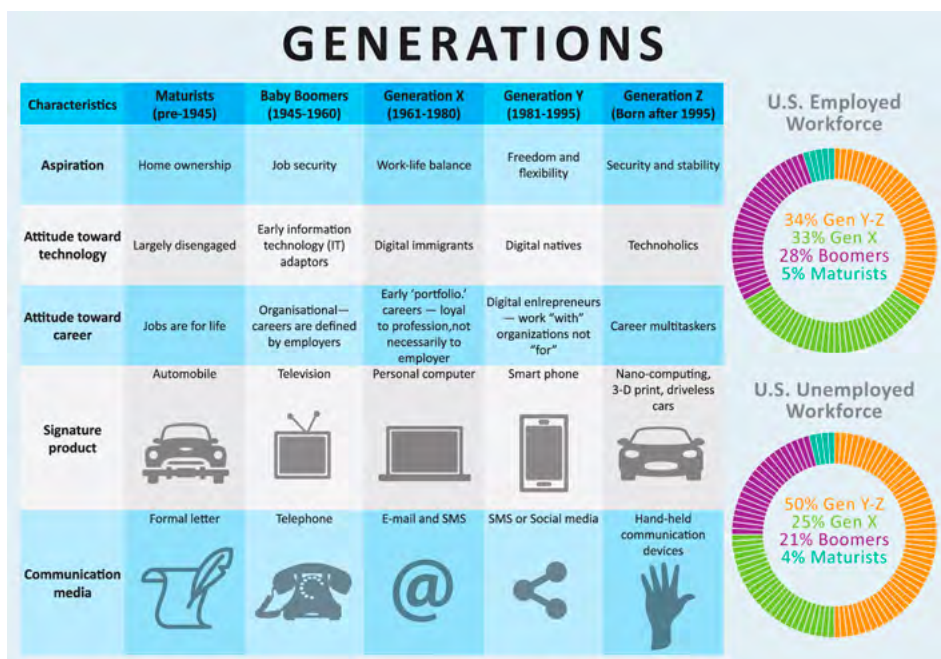 GENERATIONS
Characteristics
Maturists
(pre-1945)
Baby Boomers
(1945-1960)
Generation X
(1961-1980)
Generation Y
(1981-1995)
Generation Z
(Born after 1995)
Aspiration
Home ownership
Job security
Work-life balance
Freedom and
flexibility
Security and stability
Attitude toward
technology
Largely disengaged
Early information
technology (IT)
adaptors
Digital immigrants
Digital natives
Technoholics
Attitude toward
career
Jobs are for life
Organisational—
careers are defined
by employers
Early ‘portfolio.’
careers — loyal
to profession,not
necessarily to
employer
Digital enlrepreneurs
— work “with”
organizations not
“for”
Career multitaskers
Signature
product
Automobile
Television
Personal computer
Smart phone
Nano-computing,
3-D print, driveless
cars
Communication
media
Formal letter
Telephone
E-mail and SMS
SMS or Social media
Hand-held
communication
devices
@
U.S. Employed
Workforce
34% Gen Y-Z
33% Gen X
28% Boomers
5% Maturists
U.S. Unemployed
Workforce
50% Gen Y-Z
25% Gen X
21% Boomers
4% Maturists